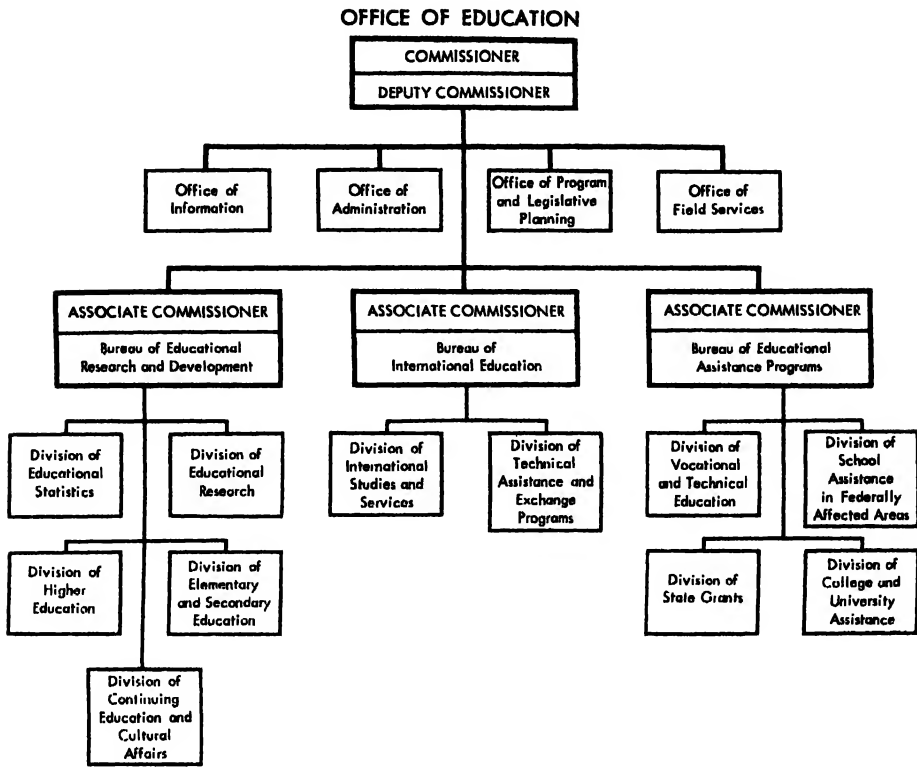 OFFICE OF EDUCATION
COMMISSIONER
DEPUTY COMMISSIONER
Office of
Information
Office of
Administration
Office of Program
and Legislative
Planning
Office of
Field Services
ASSOCIATE COMMISSIONER
Bureau of Educational
Research and Development
ASSOCIATE COMMISSIONER
Bureau of
International Education
ASSOCIATE COMMISSIONER
Bureau of Educational
Assistance Programs
Division of
Educational
Statistics
Division of
Educational
Research
Division of
International
Studies and
Services
Division of
Technical
Assistance and
Exchange
Programs
Division of
Vocational
and Technical
Education
Division of
School
Assistance
in Federally
Affected Areas
Division of
Higher
Education
Division of
Elementary
and Secondary
Education
Division of
State Grants
Division of
College and
University
Assistance
Division of
Continuing
Education and
Cultural
Affairs